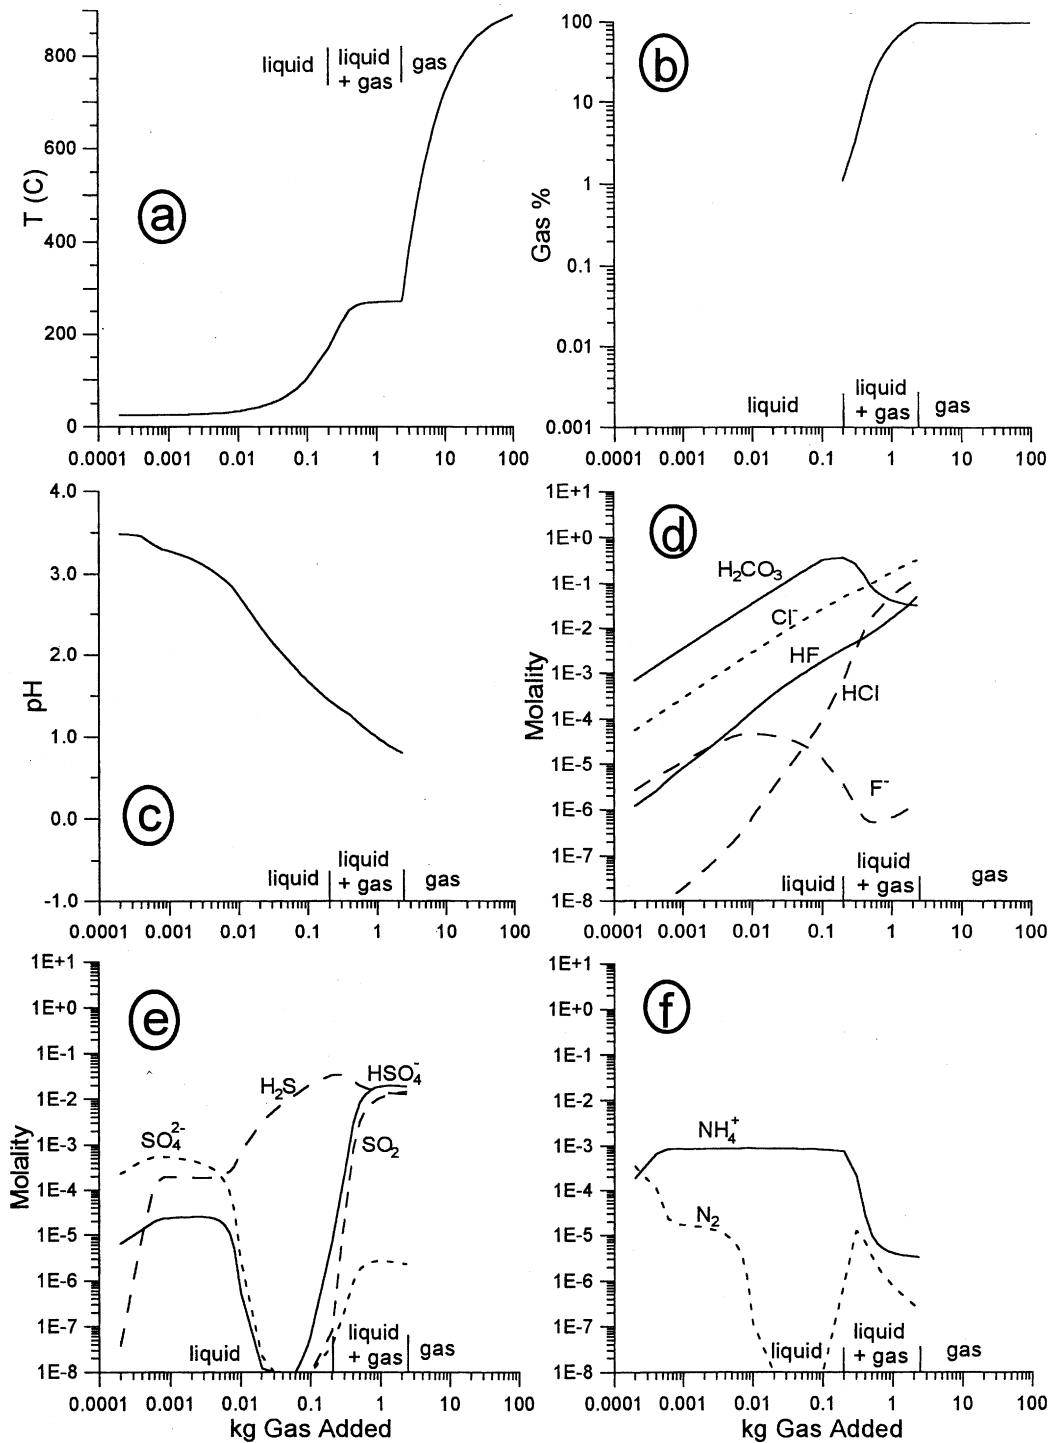 800
600
400
200
0
T (C)
liquid
liquid
+ gas
gas
a
0.0001 0.001 0.01 0.1 1 10 100
100
10
1
0.1
0.01
0.001
Gas %
b
liquid
liquid
+ gas
gas
0.0001 0.001 0.01 0.1 1 10 100
4.0
3.0
2.0
1.0
0.0
-1.0
pH
c
liquid
liquid
+ gas
gas
0.0001 0.001 0.01 0.1 1 10 100
1E+1
1E+0
1E-1
1E-2
1E-3
1E-4
1E-5
1E-6
1E-7
1E-8
Molality
d
H₂CO₃
Cl⁻
HF
HCl
F⁻
liquid
liquid
+ gas
gas
0.0001 0.001 0.01 0.1 1 10 100
1E+1
1E+0
1E-1
1E-2
1E-3
1E-4
1E-5
1E-6
1E-7
1E-8
Molality
e
H₂S
HSO₄⁻
SO₄²⁻
SO₂
liquid
liquid
+ gas
gas
0.0001 0.001 0.01 0.1 1 10 100
kg Gas Added
1E+1
1E+0
1E-1
1E-2
1E-3
1E-4
1E-5
1E-6
1E-7
1E-8
f
NH₄⁺
N₂
liquid
liquid
+ gas
gas
0.0001 0.001 0.01 0.1 1 10 100
kg Gas Added